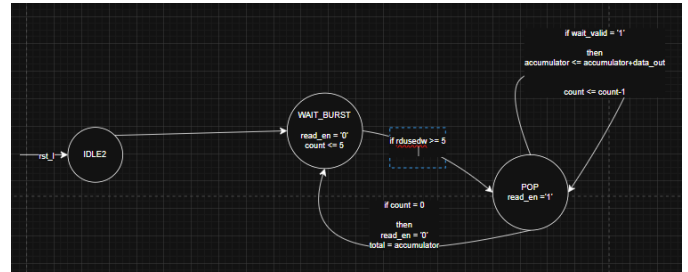 if wait_valid = '1'
then
accumulator <= accumulator+data_out
count <= count-1
WAIT_BURST
read_en = '0'
count <= 5
if rdusedw >= 5
rst_l
IDLE2
POP
read_en ='1'
if count = 0
then
read_en = '0'
total = accumulator